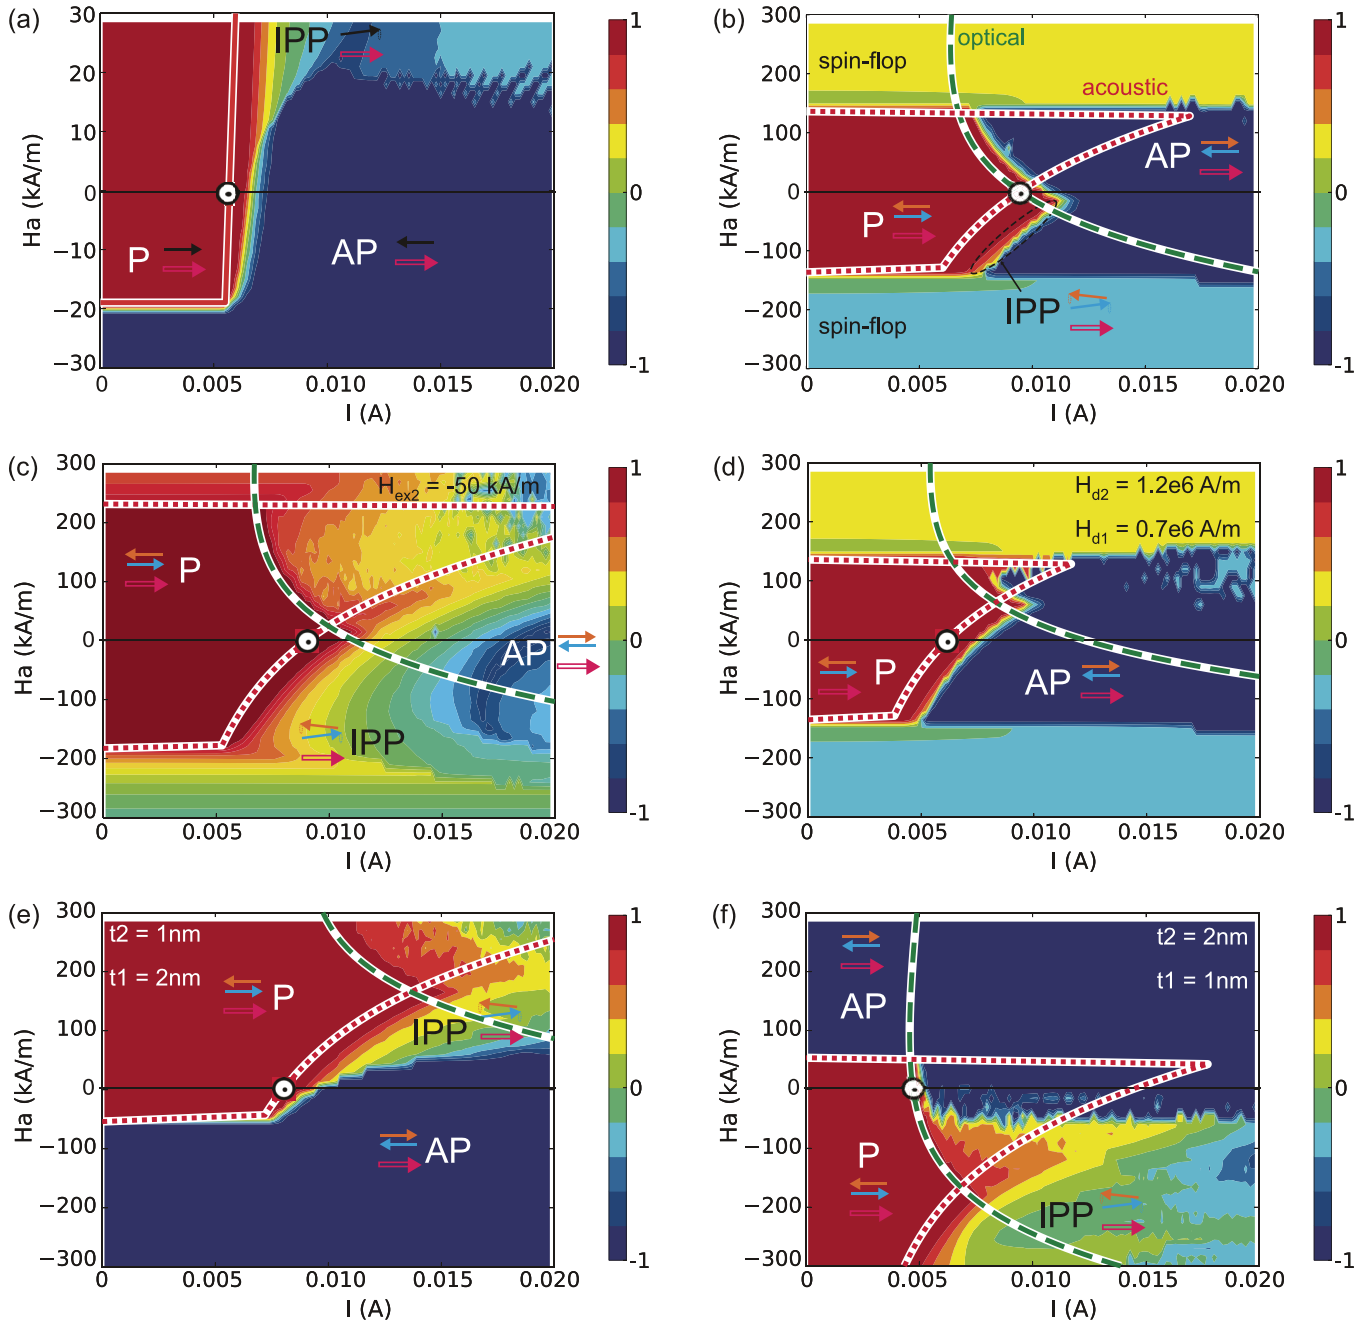 (a)
30
20
10
0
−10
−20
−30
Ha (kA/m)
IPP
P
AP
0
0.005
0.010
0.015
0.020
I (A)
1
0
-1
(b)
300
200
100
0
−100
−200
−300
Ha (kA/m)
optical
spin-flop
acoustic
AP
P
IPP
spin-flop
0
0.005
0.010
0.015
0.020
I (A)
1
0
-1
(c)
300
200
100
0
−100
−200
−300
Ha (kA/m)
Hex2 = -50 kA/m
P
AP
IPP
0
0.005
0.010
0.015
0.020
I (A)
1
0
-1
(d)
300
200
100
0
−100
−200
−300
Ha (kA/m)
Hd2 = 1.2e6 A/m
Hd1 = 0.7e6 A/m
P
AP
0
0.005
0.010
0.015
0.020
I (A)
1
0
-1
(e)
300
200
100
0
−100
−200
−300
Ha (kA/m)
t2 = 1nm
t1 = 2nm
P
IPP
AP
0
0.005
0.010
0.015
0.020
I (A)
1
0
-1
(f)
300
200
100
0
−100
−200
−300
Ha (kA/m)
t2 = 2nm
t1 = 1nm
AP
P
IPP
0
0.005
0.010
0.015
0.020
I (A)
1
0
-1